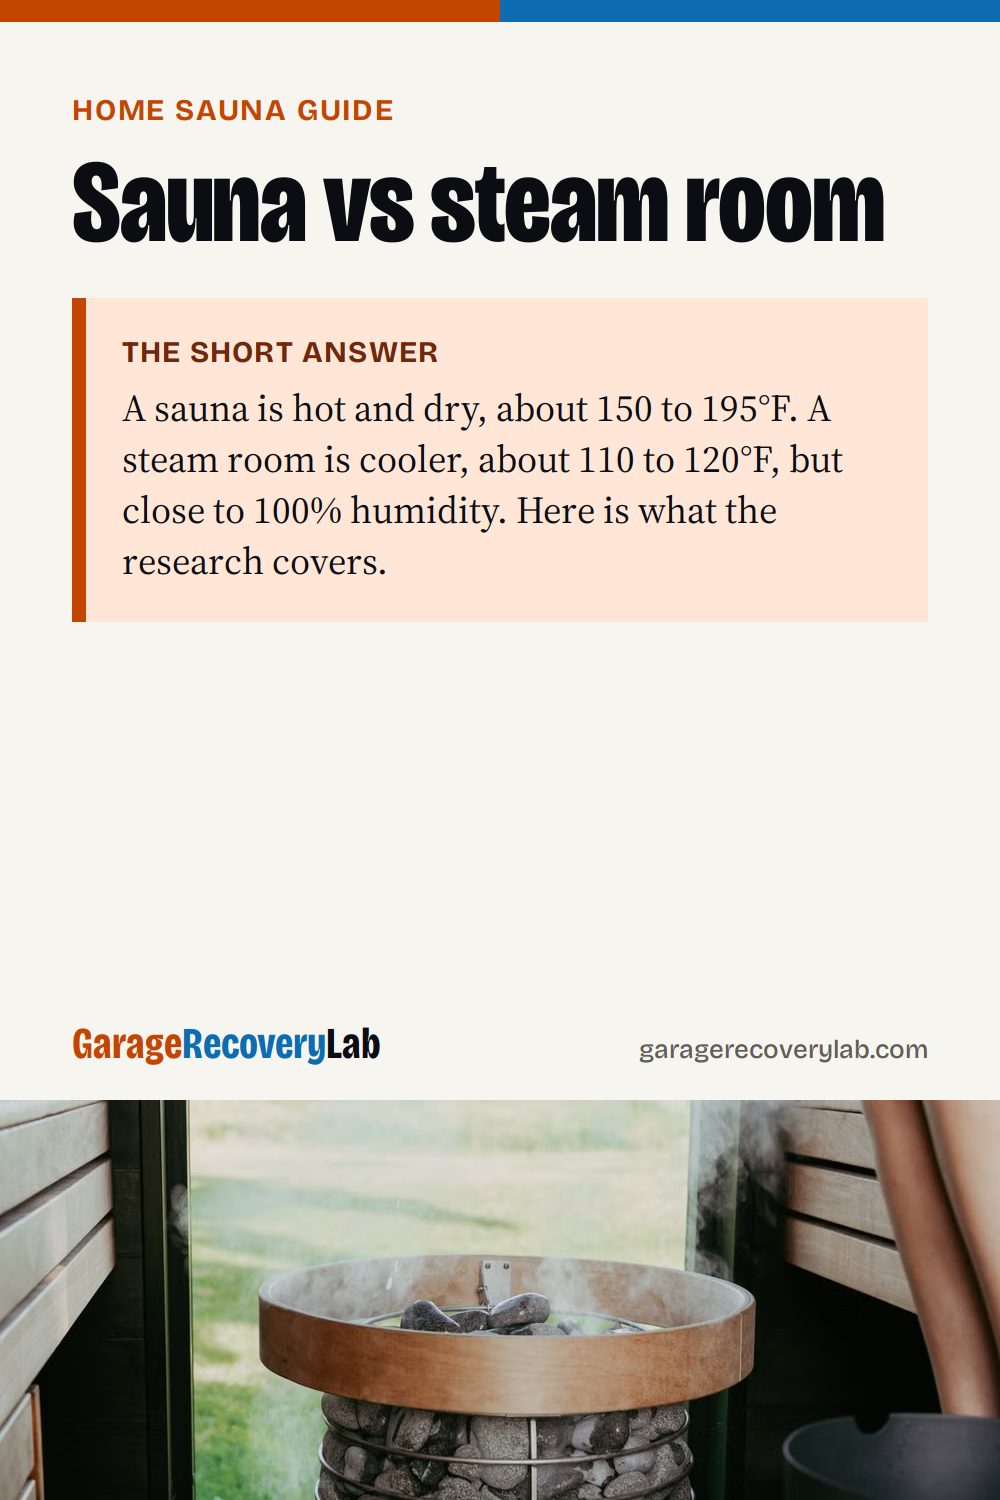 HOME SAUNA GUIDE
Sauna vs steam room
THE SHORT ANSWER
A sauna is hot and dry, about 150 to 195°F. A
steam room is cooler, about 110 to 120°F, but
close to 100% humidity. Here is what the
research covers.
GarageRecoveryLab
garagerecoverylab.com